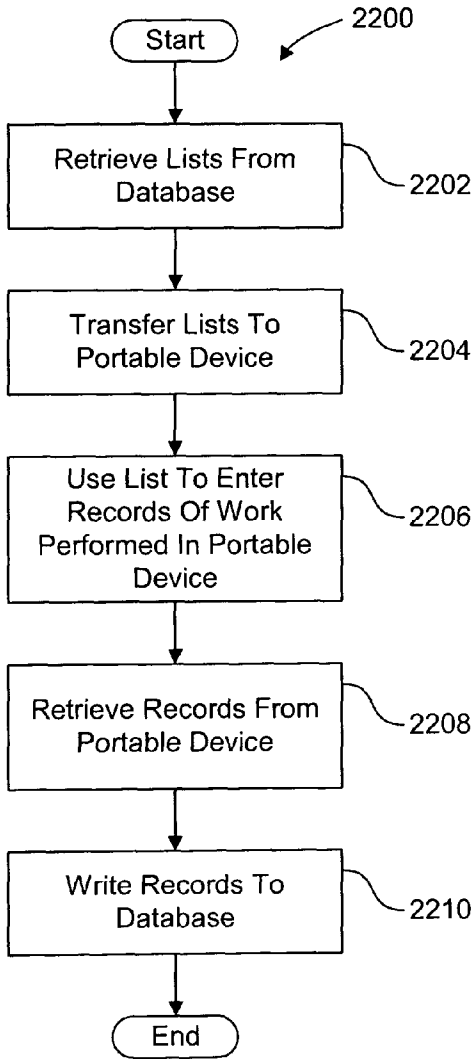 Start
2200
Retrieve Lists From
Database
2202
Transfer Lists To
Portable Device
2204
Use List To Enter
Records Of Work
Performed In Portable
Device
2206
Retrieve Records From
Portable Device
2208
Write Records To
Database
2210
End